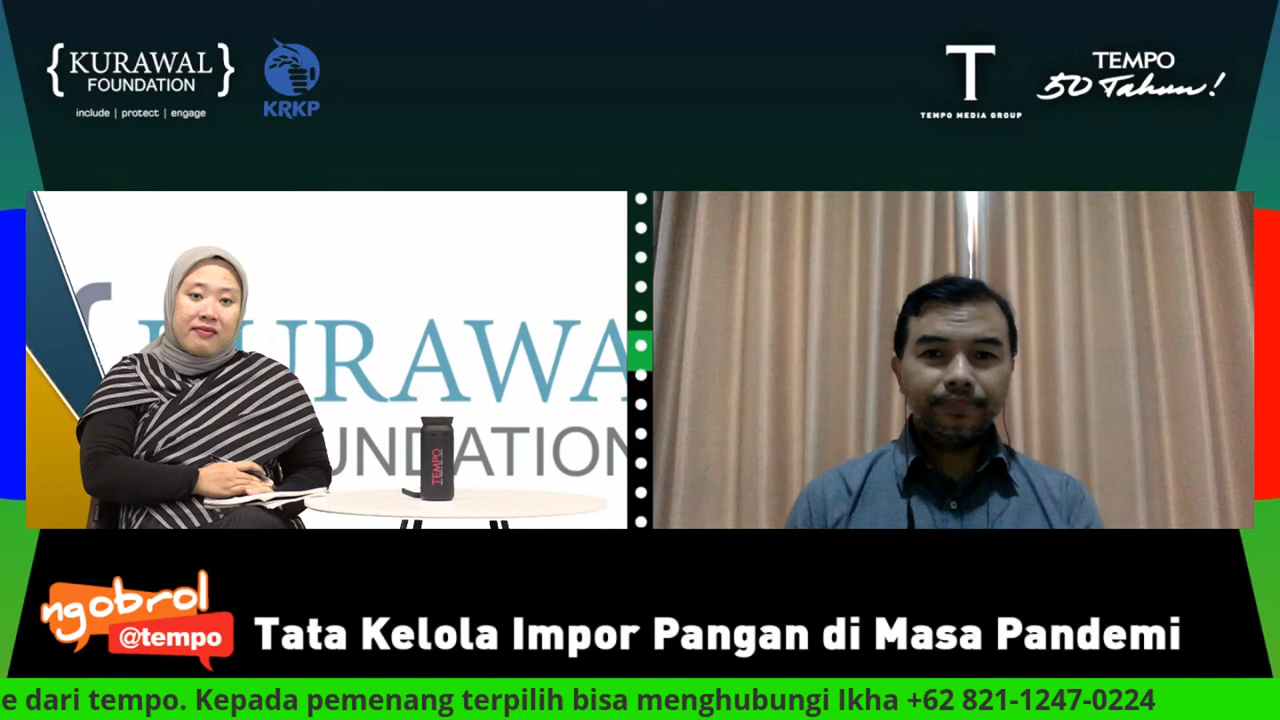 { KURAWAL }
FOUNDATION
include | protect | engage
KRKP
T
TEMPO MEDIA GROUP
TEMPO
50 Tahun!
KURAWA
FOUNDATION
TEMPO
ngobrol
@tempo
Tata Kelola Impor Pangan di Masa Pandemi
e dari tempo. Kepada pemenang terpilih bisa menghubungi Ikha +62 821-1247-0224